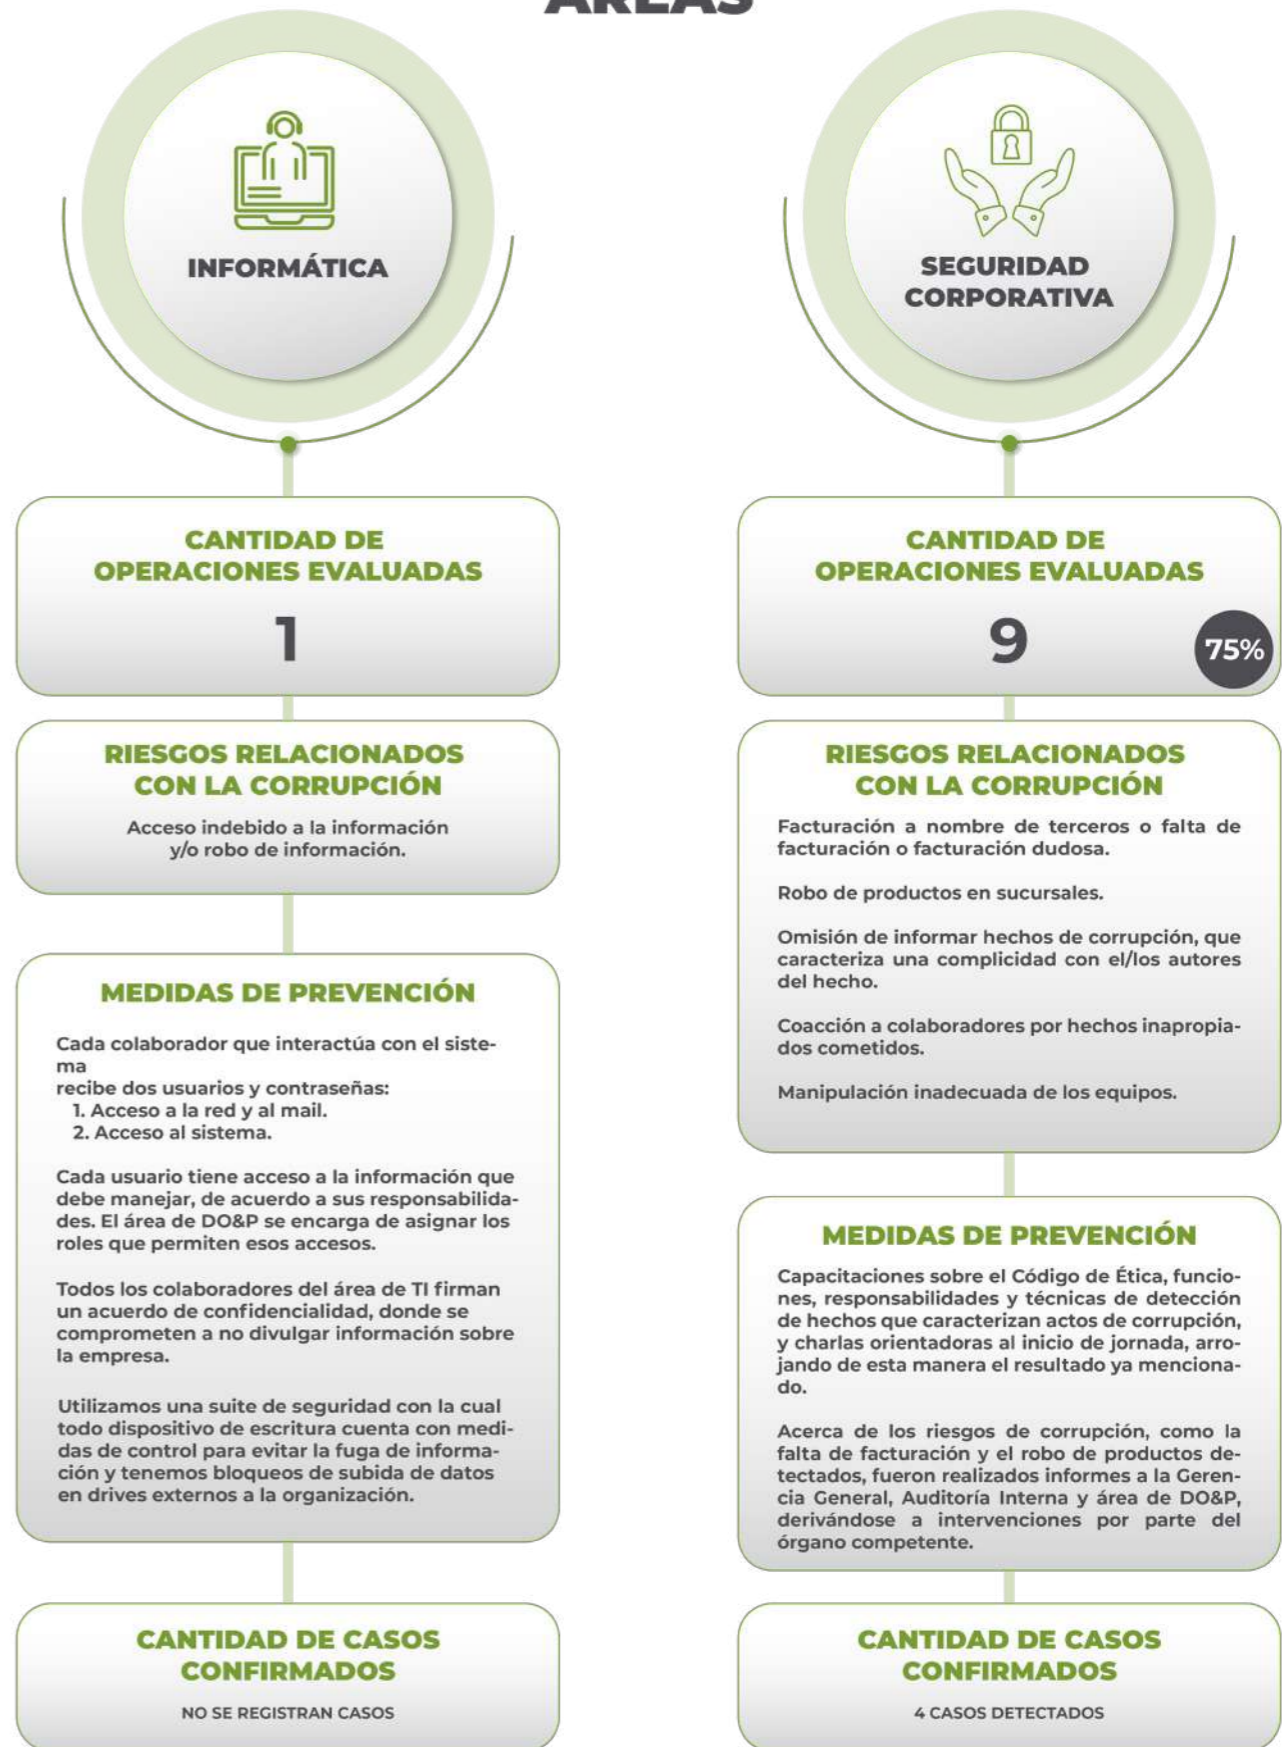 ÁREAS
INFORMÁTICA
CANTIDAD DE
OPERACIONES EVALUADAS
1
RIESGOS RELACIONADOS
CON LA CORRUPCIÓN
Acceso indebido a la información
y/o robo de información.
MEDIDAS DE PREVENCIÓN
Cada colaborador que interactúa con el siste-
ma
recibe dos usuarios y contraseñas:
1. Acceso a la red y al mail.
2. Acceso al sistema.
Cada usuario tiene acceso a la información que
debe manejar, de acuerdo a sus responsabilida-
des. El área de DO&P se encarga de asignar los
roles que permiten esos accesos.
Todos los colaboradores del área de TI firman
un acuerdo de confidencialidad, donde se
comprometen a no divulgar información sobre
la empresa.
Utilizamos una suite de seguridad con la cual
todo dispositivo de escritura cuenta con medi-
das de control para evitar la fuga de informa-
ción y tenemos bloqueos de subida de datos
en drives externos a la organización.
CANTIDAD DE CASOS
CONFIRMADOS
NO SE REGISTRAN CASOS
SEGURIDAD
CORPORATIVA
CANTIDAD DE
OPERACIONES EVALUADAS
9
75%
RIESGOS RELACIONADOS
CON LA CORRUPCIÓN
Facturación a nombre de terceros o falta de
facturación o facturación dudosa.
Robo de productos en sucursales.
Omisión de informar hechos de corrupción, que
caracteriza una complicidad con el/los autores
del hecho.
Coacción a colaboradores por hechos inapropia-
dos cometidos.
Manipulación inadecuada de los equipos.
MEDIDAS DE PREVENCIÓN
Capacitaciones sobre el Código de Ética, funcio-
nes, responsabilidades y técnicas de detección
de hechos que caracterizan actos de corrupción,
y charlas orientadoras al inicio de jornada, arro-
jando de esta manera el resultado ya menciona-
do.
Acerca de los riesgos de corrupción, como la
falta de facturación y el robo de productos de-
tectados, fueron realizados informes a la Geren-
cia General, Auditoría Interna y área de DO&P,
derivándose a intervenciones por parte del
órgano competente.
CANTIDAD DE CASOS
CONFIRMADOS
4 CASOS DETECTADOS